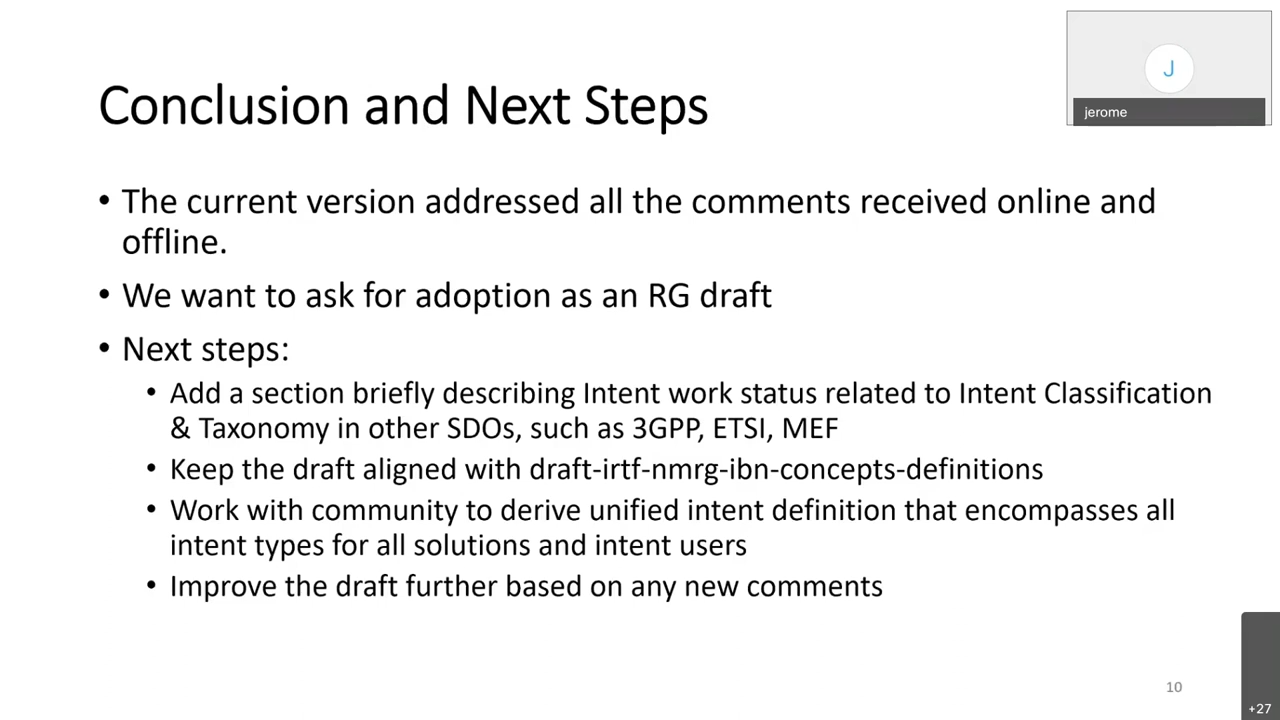 J
jerome
Conclusion and Next Steps
• The current version addressed all the comments received online and
offline.
• We want to ask for adoption as an RG draft
• Next steps:
• Add a section briefly describing Intent work status related to Intent Classification
& Taxonomy in other SDOs, such as 3GPP, ETSI, MEF
• Keep the draft aligned with draft-irtf-nmrg-ibn-concepts-definitions
• Work with community to derive unified intent definition that encompasses all
intent types for all solutions and intent users
• Improve the draft further based on any new comments
10
+27